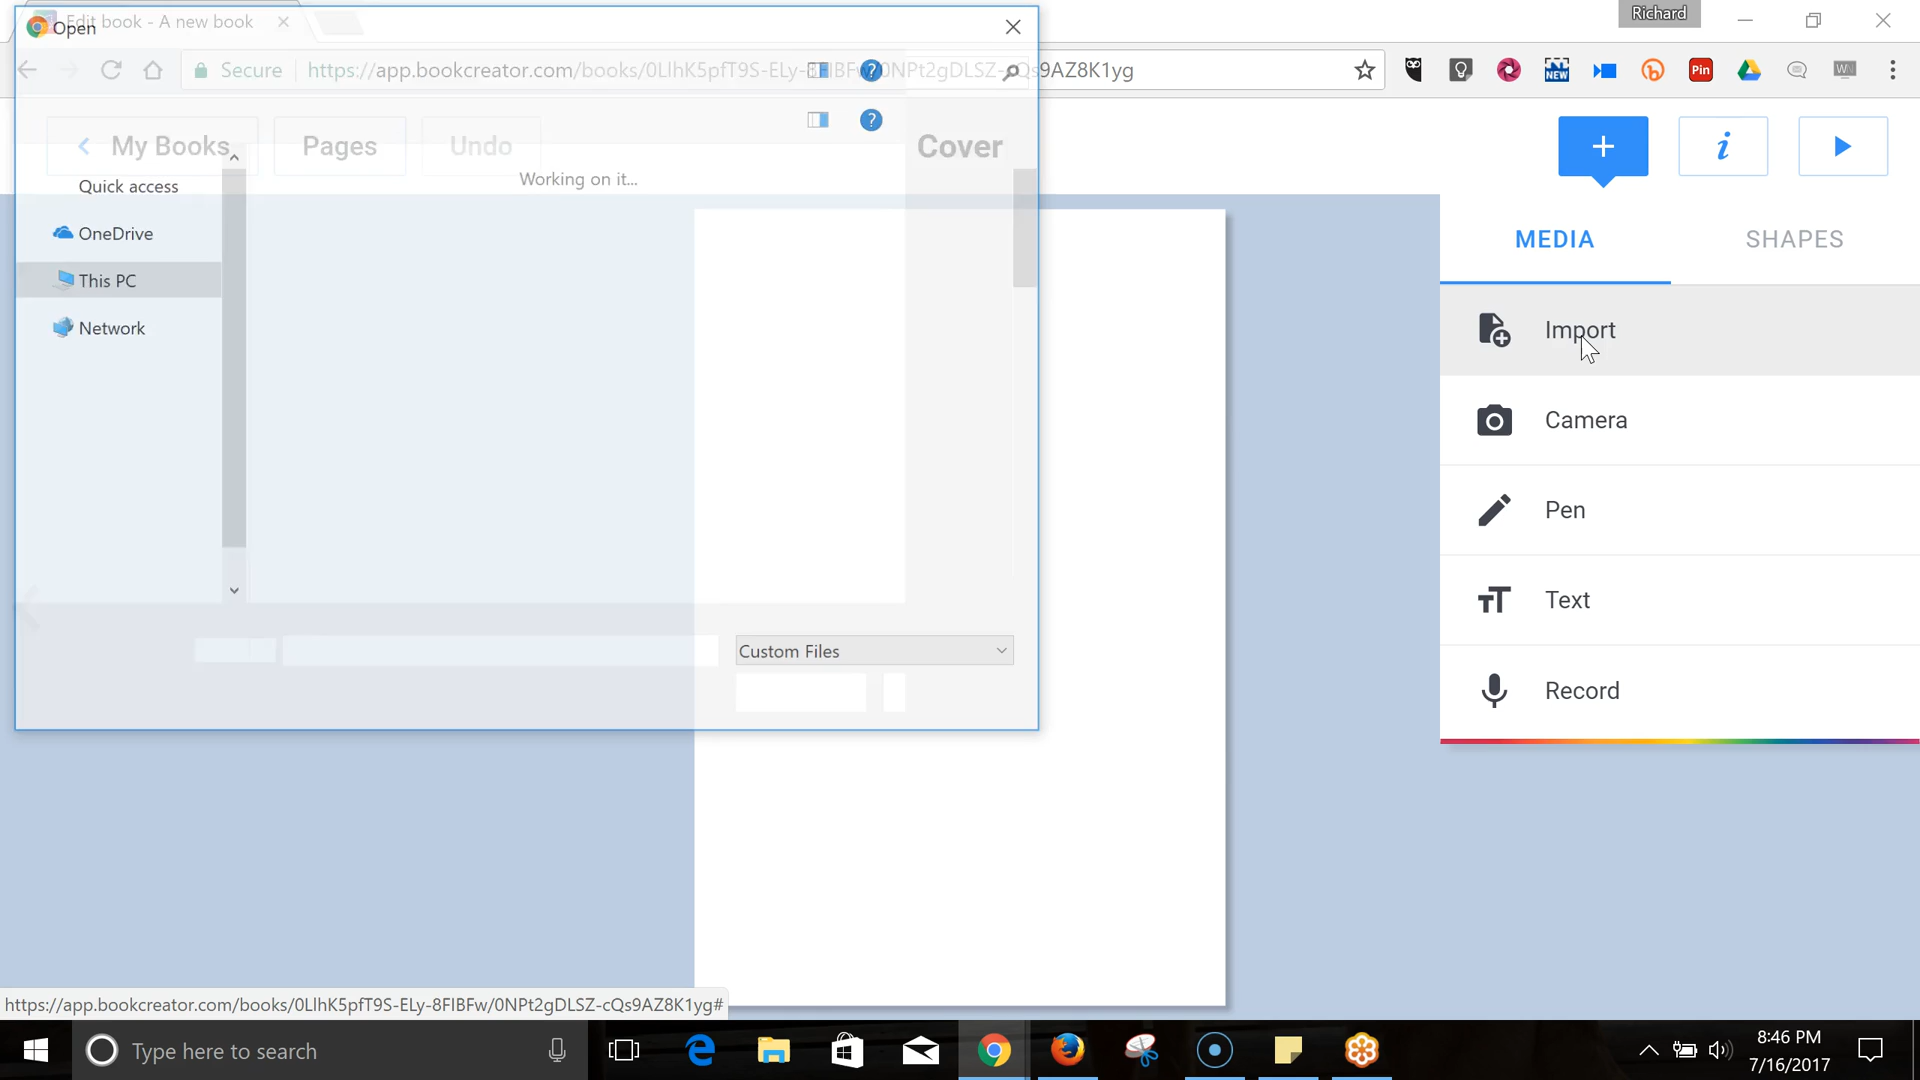 Edit book - A new book
Open
Richard
Secure
https://app.bookcreator.com/books/0LlhK5pfT9S-ELy-8FIBFw/0NPt2gDLSZ-cQs9AZ8K1yg
NEW
Pin
My Books
Pages
Undo
Cover
Working on it...
Quick access
OneDrive
This PC
Network
Custom Files
MEDIA
SHAPES
Import
Camera
Pen
Text
Record
https://app.bookcreator.com/books/0LlhK5pfT9S-ELy-8FIBFw/0NPt2gDLSZ-cQs9AZ8K1yg#
Type here to search
8:46 PM
7/16/2017